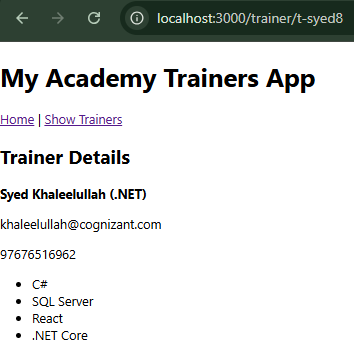 localhost:3000/trainer/t-syed8
My Academy Trainers App
Home | Show Trainers
Trainer Details
Syed Khaleelullah (.NET)
khaleelullah@cognizant.com
97676516962
C#
SQL Server
React
.NET Core